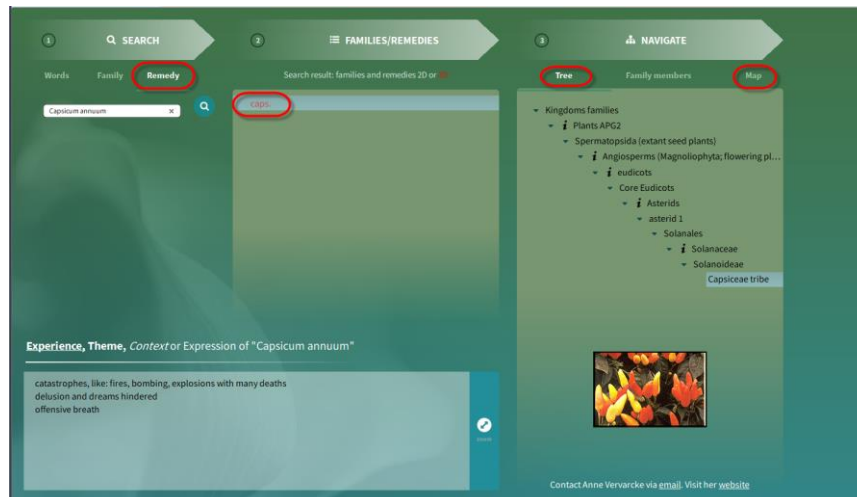 1 SEARCH
Words Family Remedy
Capsicum annuum x
2 FAMILIES/REMEDIES
Search result: families and remedies 2D or 3D
caps.
3 NAVIGATE
Tree Family members Map
Kingdoms families
i Plants APG2
Spermatopsida (extant seed plants)
i Angiosperms (Magnoliophyta; flowering pl...
i eudicots
Core Eudicots
i Asterids
asterid 1
Solanales
i Solanaceae
Solanoideae
Capsiceae tribe
Experience, Theme, Context or Expression of "Capsicum annuum"
catastrophes, like: fires, bombing, explosions with many deaths
delusion and dreams hindered
offensive breath
Contact Anne Vervarcke via email. Visit her website